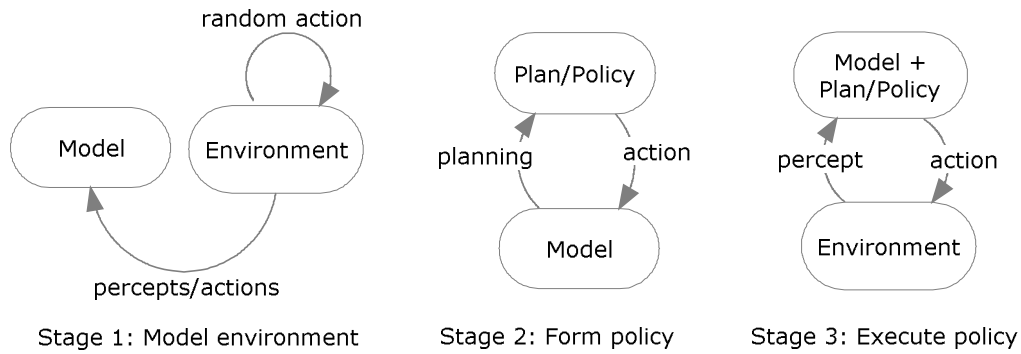 random action
Model
Environment
percepts/actions
Stage 1: Model environment
Plan/Policy
planning
action
Model
Stage 2: Form policy
Model +
Plan/Policy
percept
action
Environment
Stage 3: Execute policy